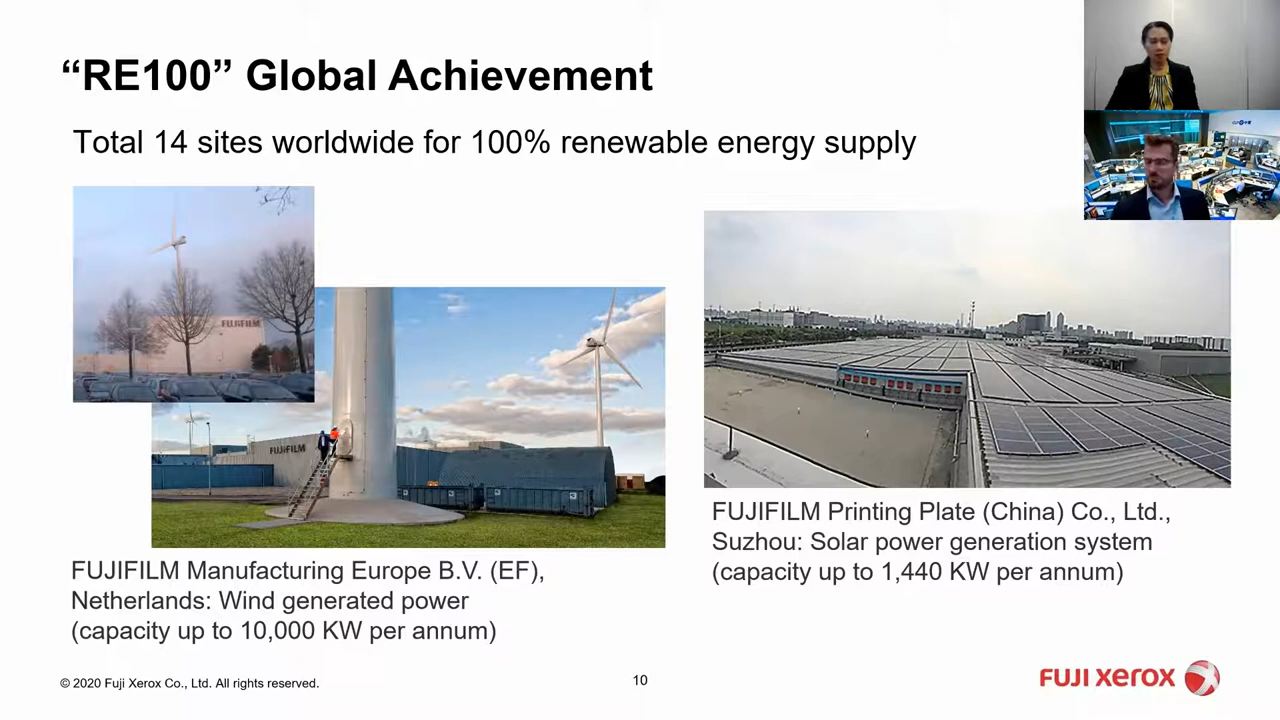 “RE100” Global Achievement
Total 14 sites worldwide for 100% renewable energy supply
FUJIFILM
FUJIFILM
FUJIFILM Manufacturing Europe B.V. (EF),
Netherlands: Wind generated power
(capacity up to 10,000 KW per annum)
FUJIFILM Printing Plate (China) Co., Ltd.,
Suzhou: Solar power generation system
(capacity up to 1,440 KW per annum)
© 2020 Fuji Xerox Co., Ltd. All rights reserved.
10
FUJI XEROX